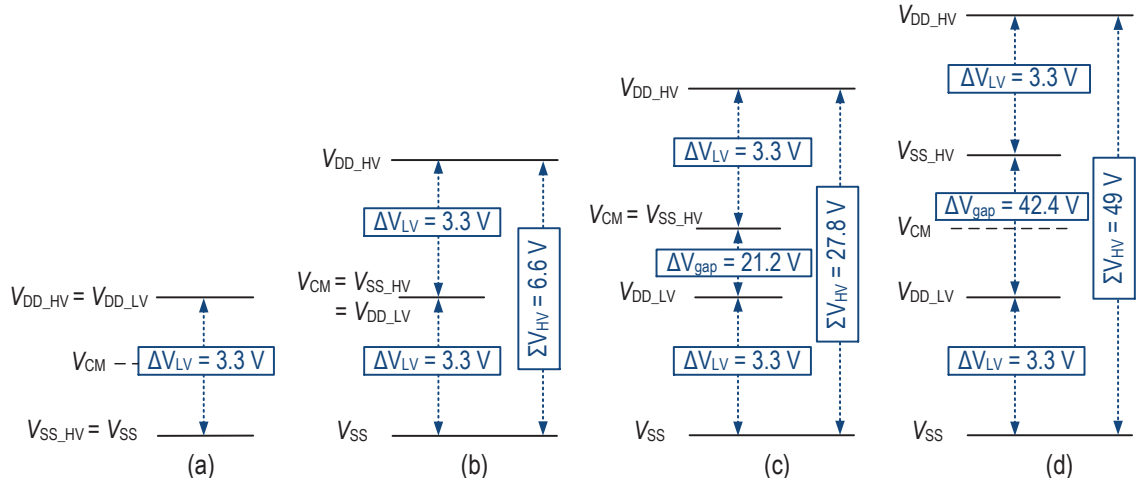 V_DD_HV = V_DD_LV
V_CM
ΔV_LV = 3.3 V
V_SS_HV = V_SS
(a)
V_DD_HV
ΔV_LV = 3.3 V
V_CM = V_SS_HV
= V_DD_LV
ΔV_LV = 3.3 V
ΣV_HV = 6.6 V
V_SS
(b)
V_DD_HV
ΔV_LV = 3.3 V
V_CM = V_SS_HV
ΔV_gap = 21.2 V
V_DD_LV
ΔV_LV = 3.3 V
ΣV_HV = 27.8 V
V_SS
(c)
V_DD_HV
ΔV_LV = 3.3 V
V_SS_HV
ΔV_gap = 42.4 V
V_CM
V_DD_LV
ΔV_LV = 3.3 V
ΣV_HV = 49 V
V_SS
(d)